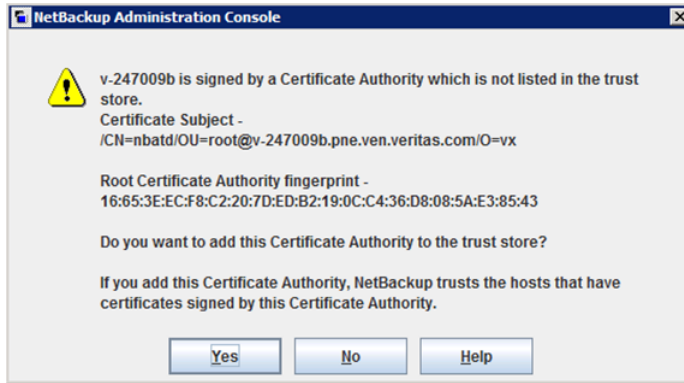 NetBackup Administration Console
v-247009b is signed by a Certificate Authority which is not listed in the trust
store.
Certificate Subject -
/CN=nbatd/OU=root@v-247009b.pne.ven.veritas.com/O=vx
Root Certificate Authority fingerprint -
16:65:3E:EC:F8:C2:20:7D:ED:B2:19:0C:C4:36:D8:08:5A:E3:85:43
Do you want to add this Certificate Authority to the trust store?
If you add this Certificate Authority, NetBackup trusts the hosts that have
certificates signed by this Certificate Authority.
Yes No Help